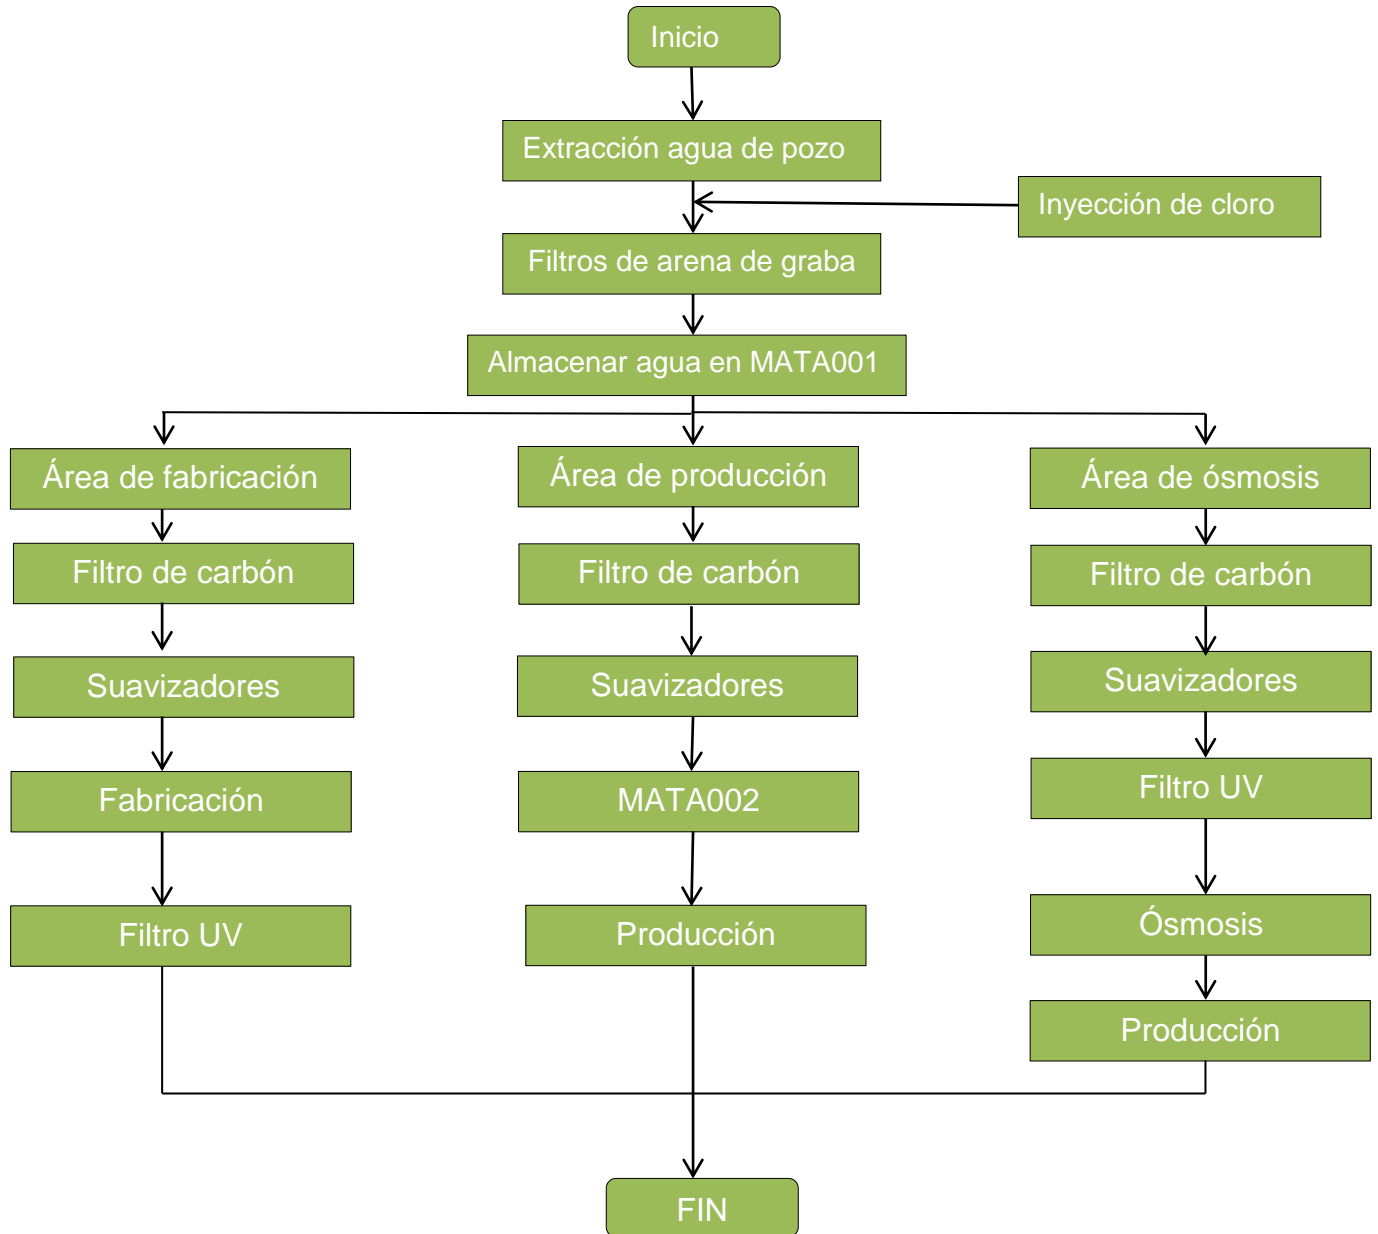 Inicio
Extracción agua de pozo
Inyección de cloro
Filtros de arena de graba
Almacenar agua en MATA001
Área de fabricación
Área de producción
Área de ósmosis
Filtro de carbón
Filtro de carbón
Filtro de carbón
Suavizadores
Suavizadores
Suavizadores
Fabricación
MATA002
Filtro UV
Filtro UV
Producción
Ósmosis
Producción
FIN